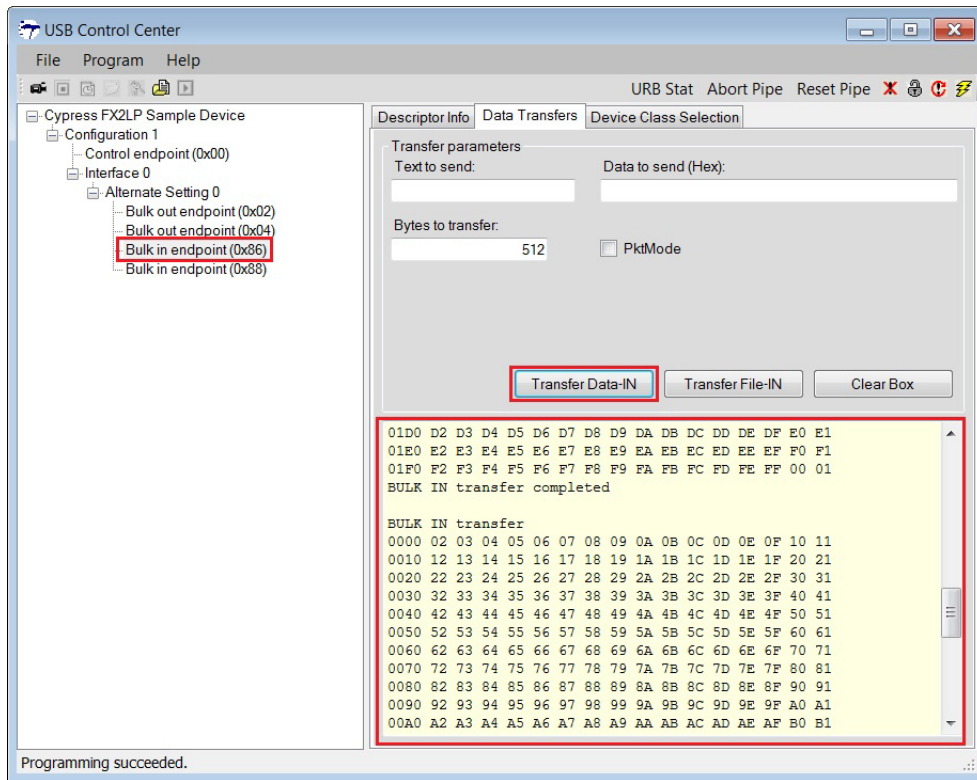 USB Control Center
File Program Help
URB Stat Abort Pipe Reset Pipe
Cypress FX2LP Sample Device
Configuration 1
Control endpoint (0x00)
Interface 0
Alternate Setting 0
Bulk out endpoint (0x02)
Bulk out endpoint (0x04)
Bulk in endpoint (0x86)
Bulk in endpoint (0x88)
Descriptor Info Data Transfers Device Class Selection
Transfer parameters
Text to send: Data to send (Hex):
Bytes to transfer:
512 PktMode
Transfer Data-IN Transfer File-IN Clear Box
01D0 D2 D3 D4 D5 D6 D7 D8 D9 DA DB DC DD DE DF E0 E1
01E0 E2 E3 E4 E5 E6 E7 E8 E9 EA EB EC ED EE EF F0 F1
01F0 F2 F3 F4 F5 F6 F7 F8 F9 FA FB FC FD FE FF 00 01
BULK IN transfer completed
BULK IN transfer
0000 02 03 04 05 06 07 08 09 0A 0B 0C 0D 0E 0F 10 11
0010 12 13 14 15 16 17 18 19 1A 1B 1C 1D 1E 1F 20 21
0020 22 23 24 25 26 27 28 29 2A 2B 2C 2D 2E 2F 30 31
0030 32 33 34 35 36 37 38 39 3A 3B 3C 3D 3E 3F 40 41
0040 42 43 44 45 46 47 48 49 4A 4B 4C 4D 4E 4F 50 51
0050 52 53 54 55 56 57 58 59 5A 5B 5C 5D 5E 5F 60 61
0060 62 63 64 65 66 67 68 69 6A 6B 6C 6D 6E 6F 70 71
0070 72 73 74 75 76 77 78 79 7A 7B 7C 7D 7E 7F 80 81
0080 82 83 84 85 86 87 88 89 8A 8B 8C 8D 8E 8F 90 91
0090 92 93 94 95 96 97 98 99 9A 9B 9C 9D 9E 9F A0 A1
00A0 A2 A3 A4 A5 A6 A7 A8 A9 AA AB AC AD AE AF B0 B1
Programming succeeded.